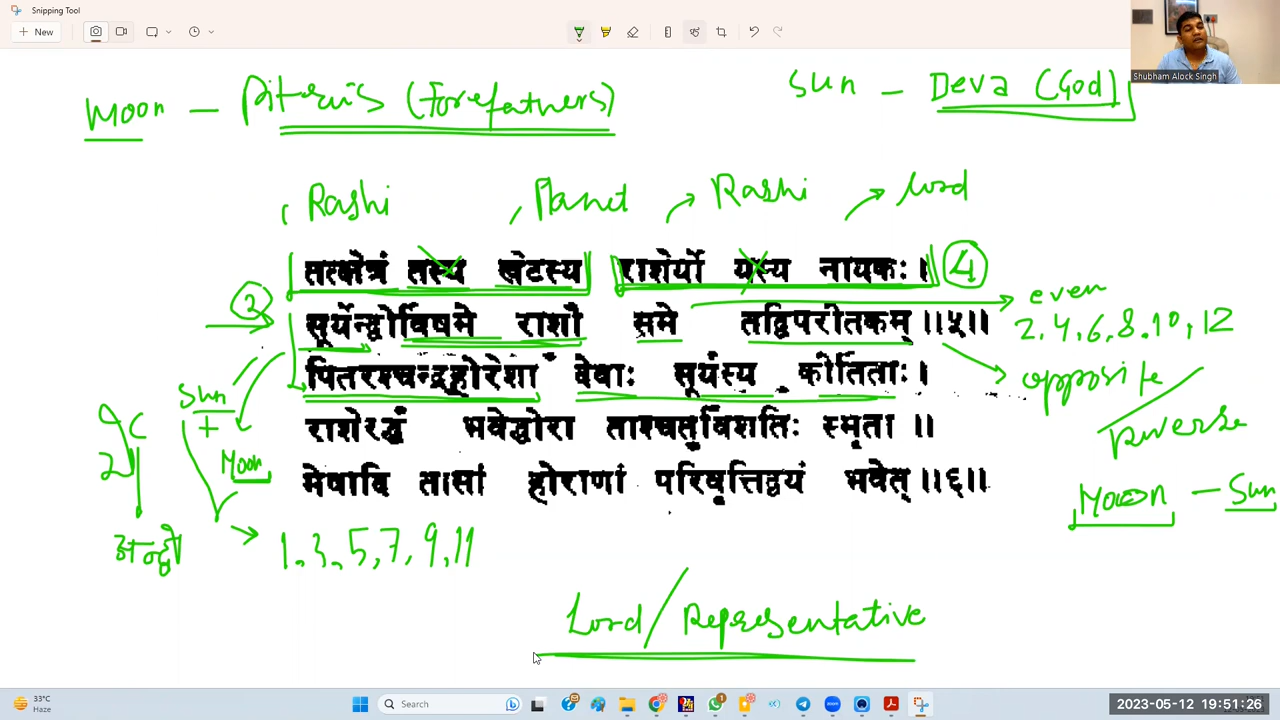 Snipping Tool
New
Shubham Alock Singh
Moon - Piteris (Forefathers)
Sun - Deva (God)
Rashi Planet Rashi Lord
तत्क्षेत्रं तस्य खेटस्य राशेर्यो यस्य नायकः। 4
3 सूर्येन्द्वोर्विषमे राशौ समे तद्विपरीतकम्॥५॥
even
2, 4, 6, 8, 10, 12
पितरश्चन्द्रहोरेशा वेधाः सूर्यस्य कीर्तिताः।
opposite
Sun
+
Moon
राशेरर्द्धं भवेद्धोरा ताश्चतुर्विंशतिः स्मृता॥
Reverse
मेषादि तासां होराणां परिवृत्तिद्वयं भवेत्॥६॥
Moon - Sun
1, 3, 5, 7, 9, 11
Lord / Representative
33°C
Haze
Search
2023-05-12 19:51:26